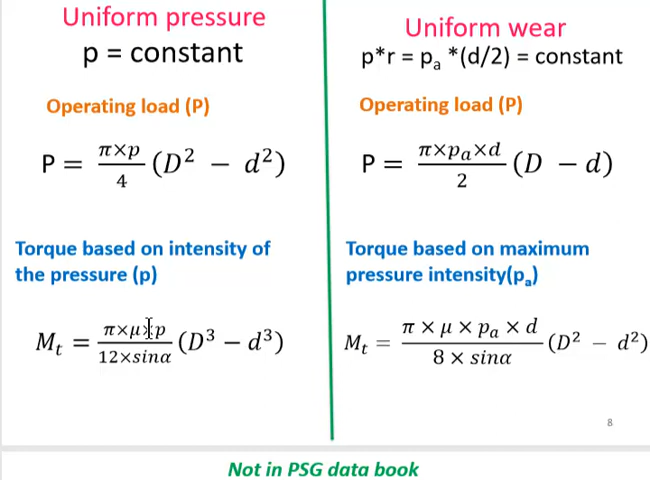 Uniform pressure
p = constant
Operating load (P)
P = π×p/4 (D² − d²)
Torque based on intensity of
the pressure (p)
Mₜ = π×μ×p/12×sinα (D³ − d³)
Uniform wear
p*r = pₐ *(d/2) = constant
Operating load (P)
P = π×pₐ×d/2 (D − d)
Torque based on maximum
pressure intensity(pₐ)
Mₜ = π × μ × pₐ × d/8 × sinα (D² − d²)
8
Not in PSG data book